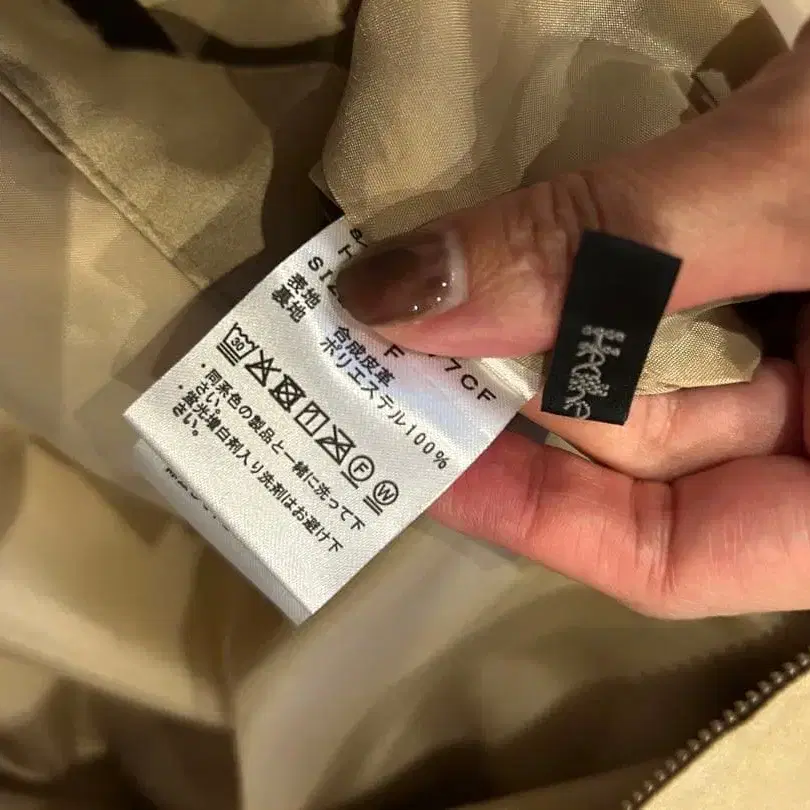 SIZ
表地
合成皮革
裏地
ポリエステル100%
F
7CF
30
F
W
・同系色の製品と一緒に洗って下
さい。
・蛍光増白剤入り洗剤はお避け下
さい。